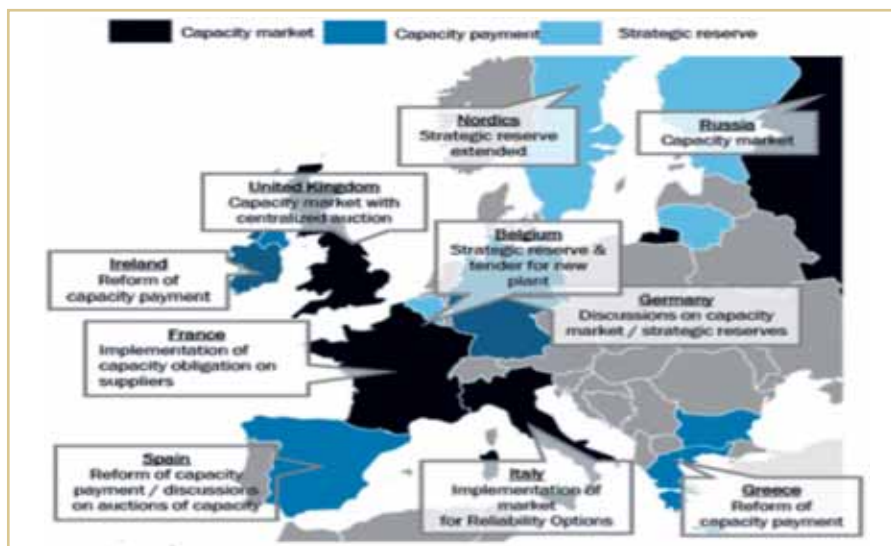 Capacity market Capacity payment Strategic reserve
Nordics
Strategic reserve
extended
Russia
Capacity market
United Kingdom
Capacity market with
centralized auction
Belgium
Strategic reserve &
tender for new
plant
Ireland
Reform of
capacity payment
Germany
Discussions on capacity
market / strategic reserves
France
Implementation of
capacity obligation on
suppliers
Spain
Reform of capacity
payment / discussions
on auctions of capacity
Italy
Implementation of
market
for Reliability Options
Greece
Reform of
capacity payment